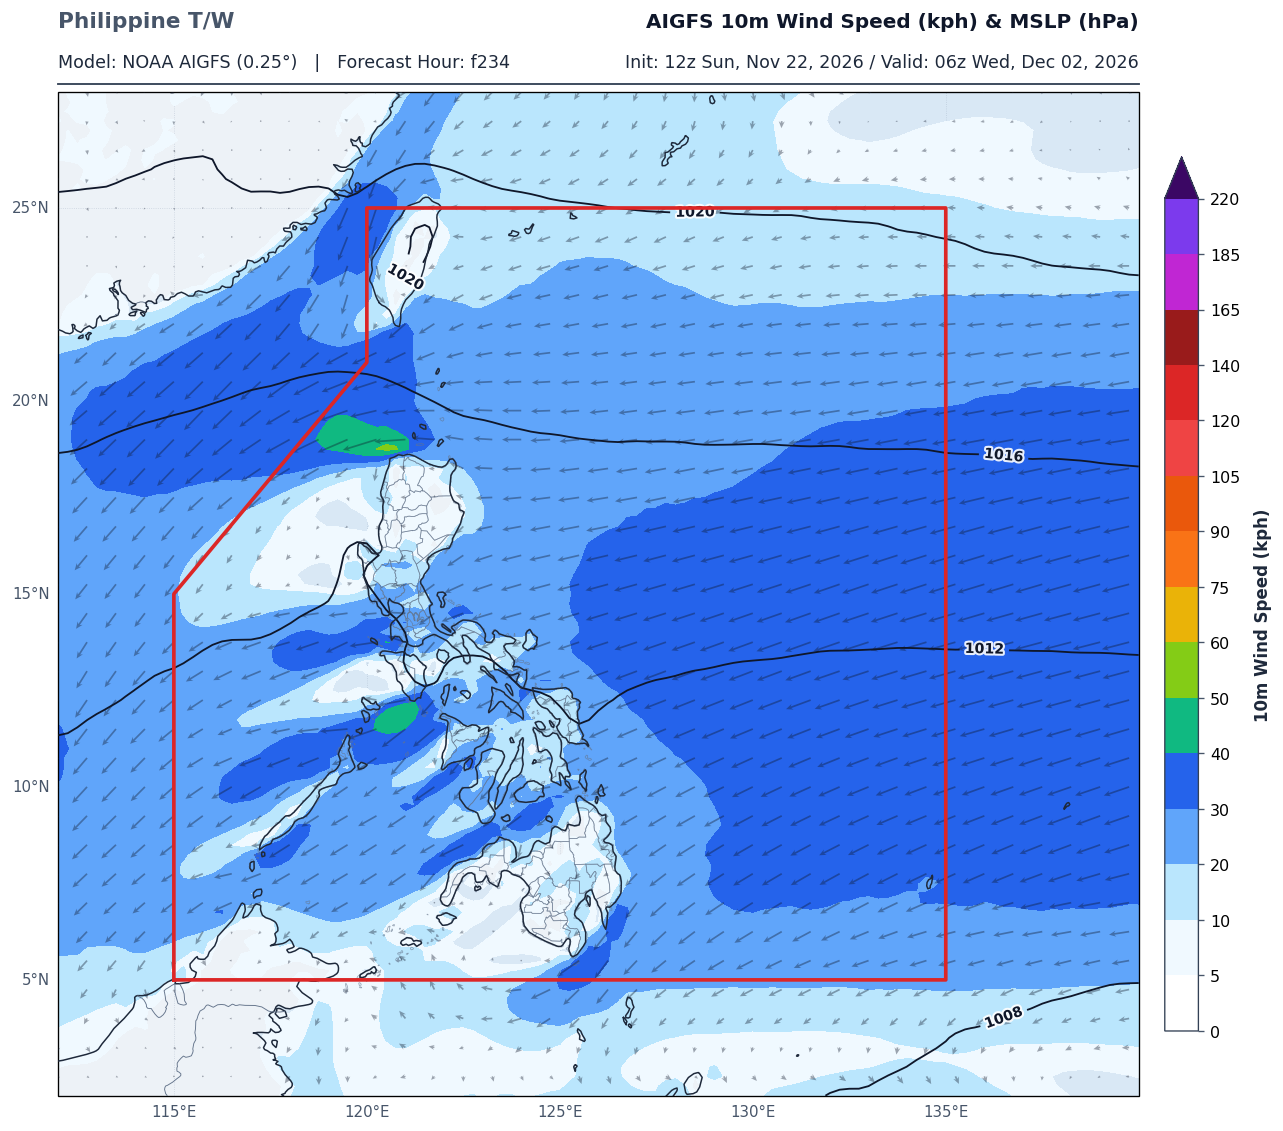 Philippine T/W
AIGFS 10m Wind Speed (kph) & MSLP (hPa)
Model: NOAA AIGFS (0.25°) | Forecast Hour: f234
Init: 12z Sun, Nov 22, 2026 / Valid: 06z Wed, Dec 02, 2026
25°N
20°N
15°N
10°N
5°N
115°E
120°E
125°E
130°E
135°E
1020
1020
1016
1012
1008
220
185
165
140
120
105
90
75
60
50
40
30
20
10
5
0
10m Wind Speed (kph)